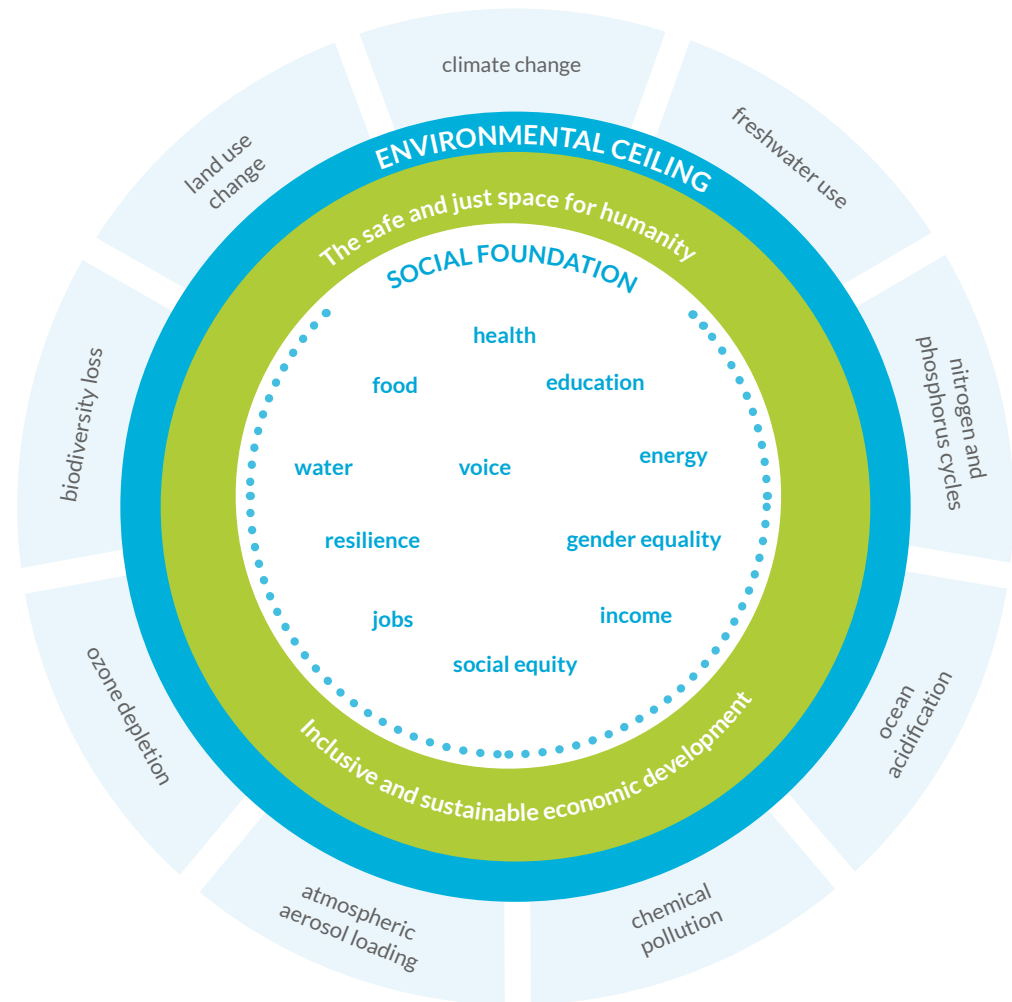 climate change
freshwater use
nitrogen and
phosphorus cycles
ocean
acidification
chemical
pollution
atmospheric
aerosol loading
ozone depletion
biodiversity loss
land use
change
ENVIRONMENTAL CEILING
The safe and just space for humanity
SOCIAL FOUNDATION
health
food
education
water
voice
energy
resilience
gender equality
jobs
income
social equity
Inclusive and sustainable economic development